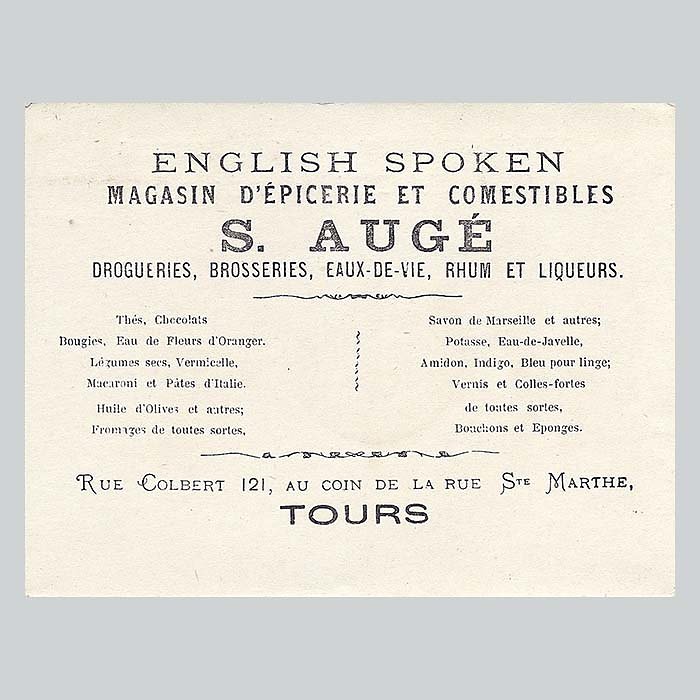 ENGLISH SPOKEN
MAGASIN D'ÉPICERIE ET COMESTIBLES
S. AUGÉ
DROGUERIES, BROSSERIES, EAUX-DE-VIE, RHUM ET LIQUEURS.
Thés, Chocolats
Bougies, Eau de Fleurs d'Oranger.
Légumes secs, Vermicelle,
Macaroni et Pâtes d'Italie.
Huile d'Olives et autres;
Fromages de toutes sortes,
Savon de Marseille et autres;
Potasse, Eau-de-Javelle,
Amidon, Indigo, Bleu pour linge;
Vernis et Colles-fortes
de toutes sortes,
Bouchons et Eponges.
RUE COLBERT 121, AU COIN DE LA RUE STE MARTHE,
TOURS